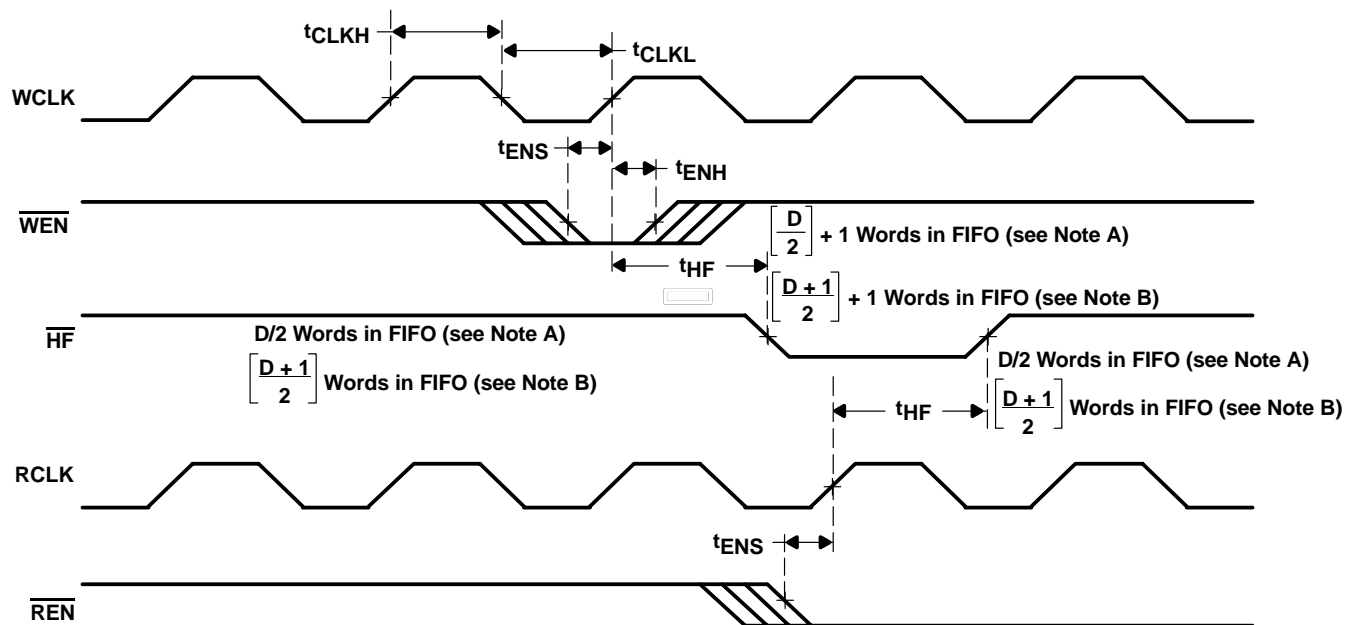 tCLKH
tCLKL
WCLK
tENS
tENH
WEN
[D/2] + 1 Words in FIFO (see Note A)
tHF
[D + 1/2] + 1 Words in FIFO (see Note B)
HF
D/2 Words in FIFO (see Note A)
[D + 1/2] Words in FIFO (see Note B)
D/2 Words in FIFO (see Note A)
tHF
[D + 1/2] Words in FIFO (see Note B)
RCLK
tENS
REN